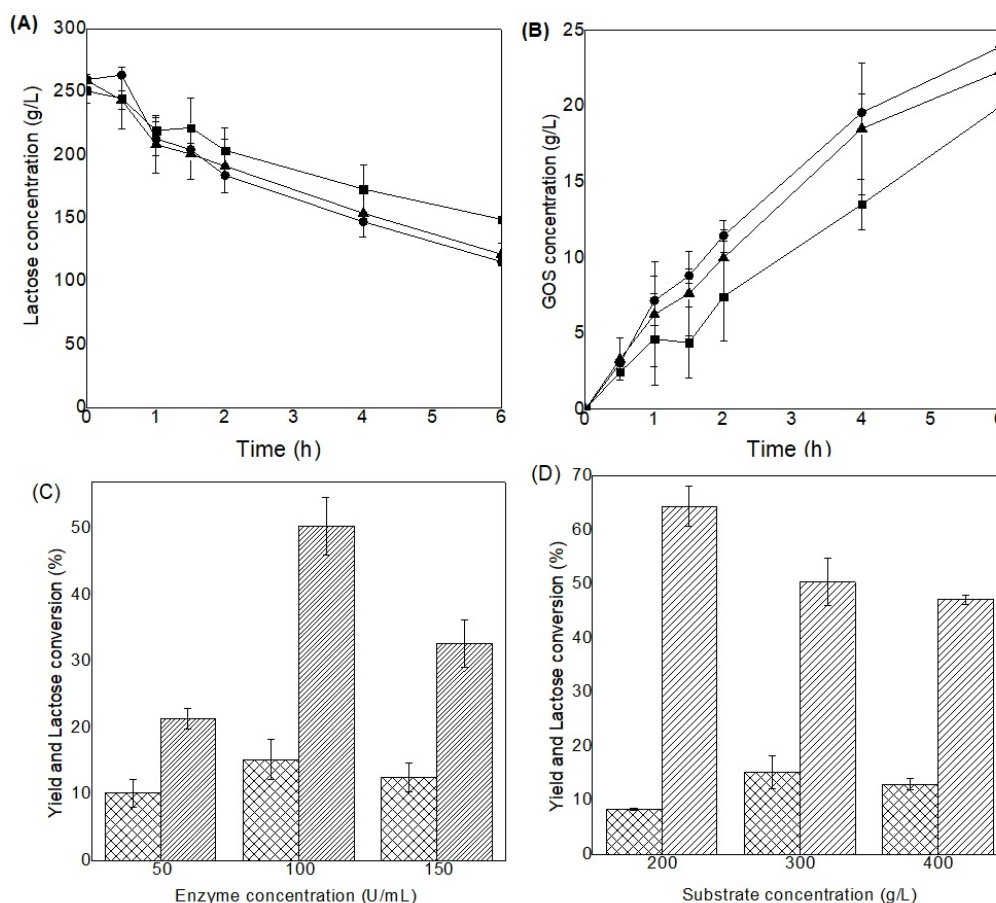 (A)
300
250
200
150
100
50
0
Lactose concentration (g/L)
0 1 2 3 4 5 6
Time (h)
(B)
25
20
15
10
5
0
GOS concentration (g/L)
0 1 2 3 4 5 6
Time (h)
(C)
50
40
30
20
10
0
Yield and Lactose conversion (%)
50 100 150
Enzyme concentration (U/mL)
(D)
70
60
50
40
30
20
10
0
Yield and Lactose conversion (%)
200 300 400
Substrate concentration (g/L)